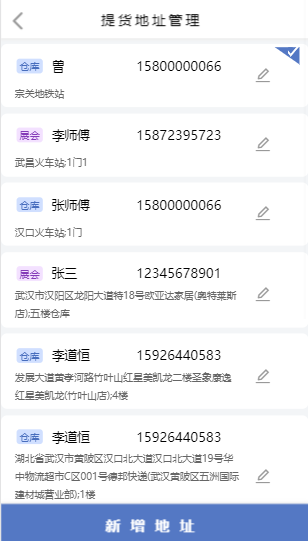 提货地址管理
仓库 曾 15800000066
宗关地铁站
展会 李师傅 15872395723
武昌火车站;1门1
仓库 张师傅 15800000066
汉口火车站;1门
展会 张三 12345678901
武汉市汉阳区龙阳大道特18号欧亚达家居(奥特莱斯
店);五楼仓库
仓库 李道恒 15926440583
发展大道黄孝河路竹叶山红星美凯龙二楼圣象康逸
红星美凯龙(竹叶山店);4楼
仓库 李道恒 15926440583
湖北省武汉市黄陂区汉口北大道汉口北大道19号华
中物流超市C区001号德邦快递(武汉黄陂区五洲国际
建材城营业部);1楼
新增地址